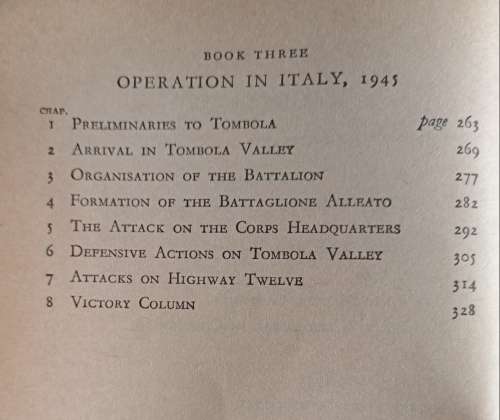 BOOK THREE
OPERATION IN ITALY, 1945
CHAP.
1 PRELIMINARIES TO TOMBOLA page 263
2 ARRIVAL IN TOMBOLA VALLEY 269
3 ORGANISATION OF THE BATTALION 277
4 FORMATION OF THE BATTAGLIONE ALLEATO 282
5 THE ATTACK ON THE CORPS HEADQUARTERS 292
6 DEFENSIVE ACTIONS ON TOMBOLA VALLEY 305
7 ATTACKS ON HIGHWAY TWELVE 314
8 VICTORY COLUMN 328